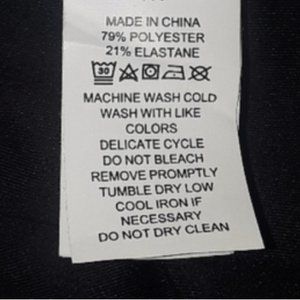 MADE IN CHINA
79% POLYESTER
21% ELASTANE
30
MACHINE WASH COLD
WASH WITH LIKE
COLORS
DELICATE CYCLE
DO NOT BLEACH
REMOVE PROMPTLY
TUMBLE DRY LOW
COOL IRON IF
NECESSARY
DO NOT DRY CLEAN